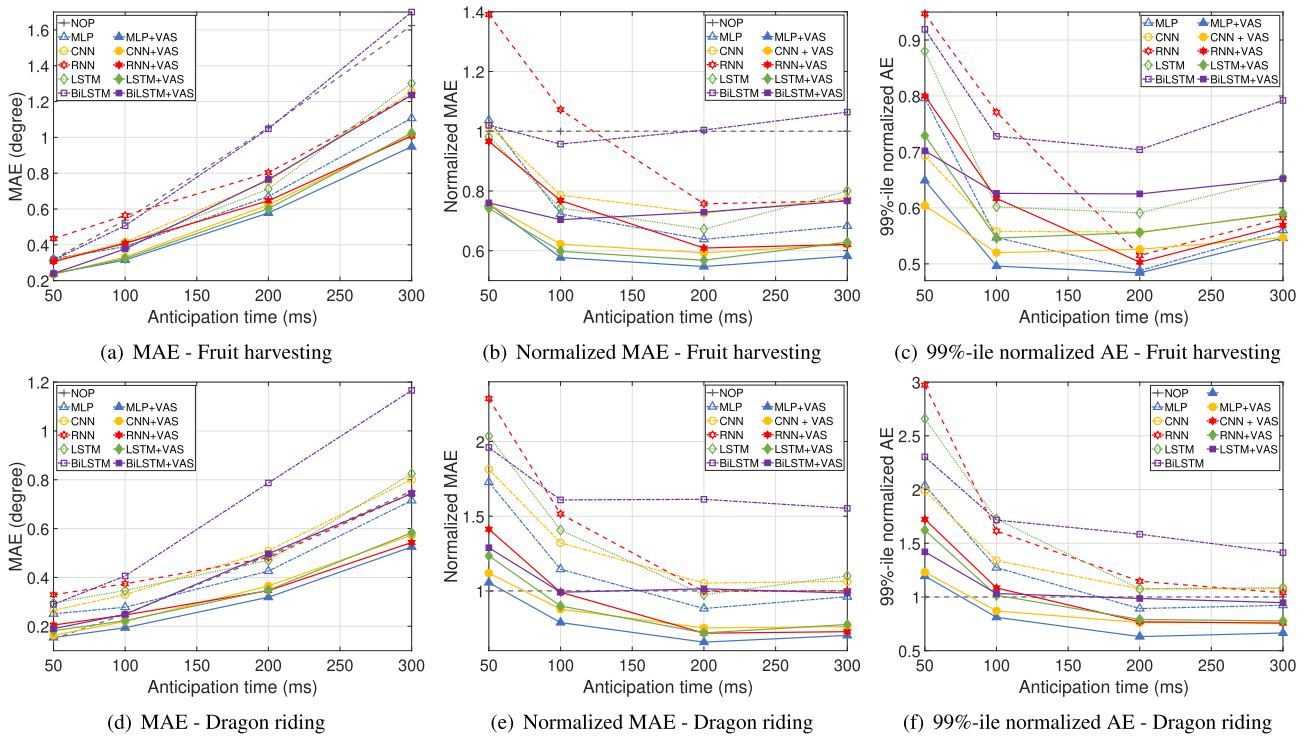 MAE (degree)
1.6
1.4
1.2
1
0.8
0.6
0.4
0.2
NOP
MLP MLP+VAS
CNN CNN+VAS
RNN RNN+VAS
LSTM LSTM+VAS
BiLSTM BiLSTM+VAS
50 100 150 200 250 300
Anticipation time (ms)
(a) MAE - Fruit harvesting
Normalized MAE
1.4
1.2
1
0.8
0.6
NOP
MLP MLP+VAS
CNN CNN + VAS
RNN RNN+VAS
LSTM LSTM+VAS
BiLSTM BiLSTM+VAS
50 100 150 200 250 300
Anticipation time (ms)
(b) Normalized MAE - Fruit harvesting
99%-ile normalized AE
0.9
0.8
0.7
0.6
0.5
MLP MLP+VAS
CNN CNN + VAS
RNN RNN+VAS
LSTM LSTM+VAS
BiLSTM BiLSTM+VAS
50 100 150 200 250 300
Anticipation time (ms)
(c) 99%-ile normalized AE - Fruit harvesting
MAE (degree)
1.2
1
0.8
0.6
0.4
0.2
NOP
MLP MLP+VAS
CNN CNN+VAS
RNN RNN+VAS
LSTM LSTM+VAS
BiLSTM BiLSTM+VAS
50 100 150 200 250 300
Anticipation time (ms)
(d) MAE - Dragon riding
Normalized MAE
2
1.5
1
NOP
MLP MLP+VAS
CNN CNN + VAS
RNN RNN+VAS
LSTM LSTM+VAS
BiLSTM BiLSTM+VAS
50 100 150 200 250 300
Anticipation time (ms)
(e) Normalized MAE - Dragon riding
99%-ile normalized AE
3
2.5
2
1.5
1
0.5
NOP
MLP MLP+VAS
CNN CNN + VAS
RNN RNN+VAS
LSTM LSTM+VAS
BiLSTM
50 100 150 200 250 300
Anticipation time (ms)
(f) 99%-ile normalized AE - Dragon riding